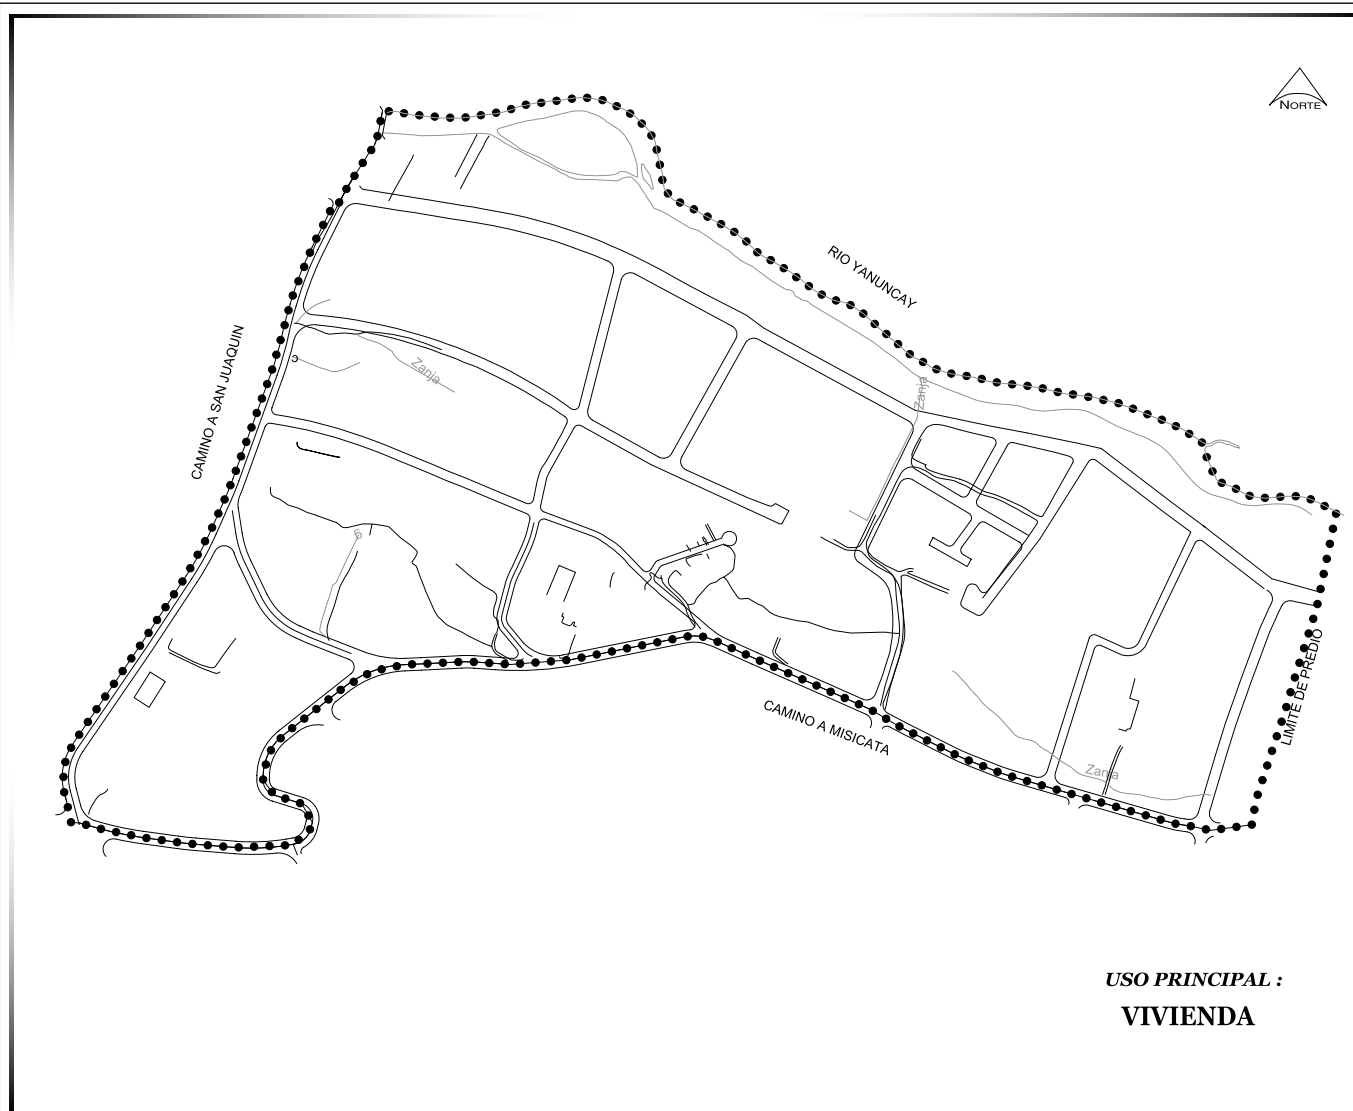 NORTE
RIO YANUNCAY
CAMINO A SAN JUAQUIN
Zanja
Zanja
LIMITE DE PREDIO
CAMINO A MISICATA
Zanja
USO PRINCIPAL :
VIVIENDA